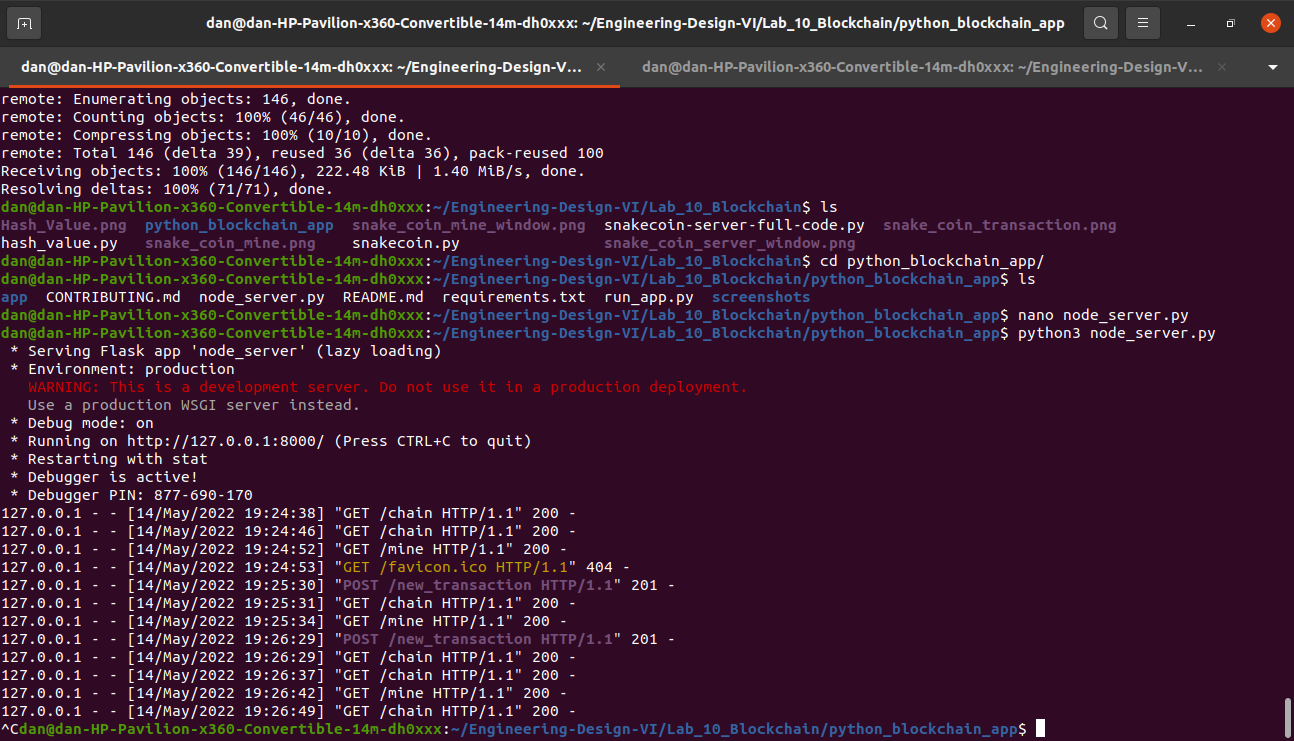 dan@dan-HP-Pavilion-x360-Convertible-14m-dh0xxx: ~/Engineering-Design-VI/Lab_10_Blockchain/python_blockchain_app
dan@dan-HP-Pavilion-x360-Convertible-14m-dh0xxx: ~/Engineering-Design-V... dan@dan-HP-Pavilion-x360-Convertible-14m-dh0xxx: ~/Engineering-Design-V...
remote: Enumerating objects: 146, done.
remote: Counting objects: 100% (46/46), done.
remote: Compressing objects: 100% (10/10), done.
remote: Total 146 (delta 39), reused 36 (delta 36), pack-reused 100
Receiving objects: 100% (146/146), 222.48 KiB | 1.40 MiB/s, done.
Resolving deltas: 100% (71/71), done.
dan@dan-HP-Pavilion-x360-Convertible-14m-dh0xxx:~/Engineering-Design-VI/Lab_10_Blockchain$ ls
Hash_Value.png  python_blockchain_app  snake_coin_mine_window.png  snakecoin-server-full-code.py  snake_coin_transaction.png
hash_value.py   snake_coin_mine.png    snakecoin.py                snake_coin_server_window.png
dan@dan-HP-Pavilion-x360-Convertible-14m-dh0xxx:~/Engineering-Design-VI/Lab_10_Blockchain$ cd python_blockchain_app/
dan@dan-HP-Pavilion-x360-Convertible-14m-dh0xxx:~/Engineering-Design-VI/Lab_10_Blockchain/python_blockchain_app$ ls
app  CONTRIBUTING.md  node_server.py  README.md  requirements.txt  run_app.py  screenshots
dan@dan-HP-Pavilion-x360-Convertible-14m-dh0xxx:~/Engineering-Design-VI/Lab_10_Blockchain/python_blockchain_app$ nano node_server.py
dan@dan-HP-Pavilion-x360-Convertible-14m-dh0xxx:~/Engineering-Design-VI/Lab_10_Blockchain/python_blockchain_app$ python3 node_server.py
 * Serving Flask app 'node_server' (lazy loading)
 * Environment: production
   WARNING: This is a development server. Do not use it in a production deployment.
   Use a production WSGI server instead.
 * Debug mode: on
 * Running on http://127.0.0.1:8000/ (Press CTRL+C to quit)
 * Restarting with stat
 * Debugger is active!
 * Debugger PIN: 877-690-170
127.0.0.1 - - [14/May/2022 19:24:38] "GET /chain HTTP/1.1" 200 -
127.0.0.1 - - [14/May/2022 19:24:46] "GET /chain HTTP/1.1" 200 -
127.0.0.1 - - [14/May/2022 19:24:52] "GET /mine HTTP/1.1" 200 -
127.0.0.1 - - [14/May/2022 19:24:53] "GET /favicon.ico HTTP/1.1" 404 -
127.0.0.1 - - [14/May/2022 19:25:30] "POST /new_transaction HTTP/1.1" 201 -
127.0.0.1 - - [14/May/2022 19:25:31] "GET /chain HTTP/1.1" 200 -
127.0.0.1 - - [14/May/2022 19:25:34] "GET /mine HTTP/1.1" 200 -
127.0.0.1 - - [14/May/2022 19:26:29] "POST /new_transaction HTTP/1.1" 201 -
127.0.0.1 - - [14/May/2022 19:26:29] "GET /chain HTTP/1.1" 200 -
127.0.0.1 - - [14/May/2022 19:26:37] "GET /chain HTTP/1.1" 200 -
127.0.0.1 - - [14/May/2022 19:26:42] "GET /mine HTTP/1.1" 200 -
127.0.0.1 - - [14/May/2022 19:26:49] "GET /chain HTTP/1.1" 200 -
^Cdan@dan-HP-Pavilion-x360-Convertible-14m-dh0xxx:~/Engineering-Design-VI/Lab_10_Blockchain/python_blockchain_app$